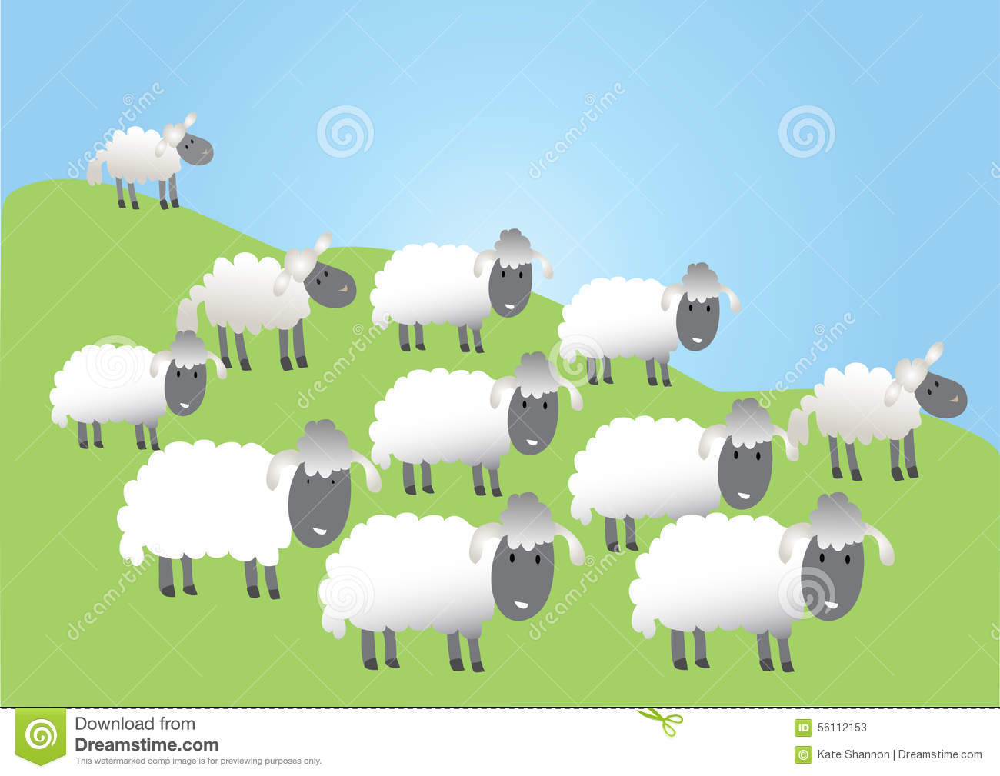 dreamstime
dreamstime
dreamstime
dreamstime
dreamstime
dreamstime
dreamstime
Download from
Dreamstime.com
This watermarked comp image is for previewing purposes only.
ID 56112153
© Kate Shannon | Dreamstime.com